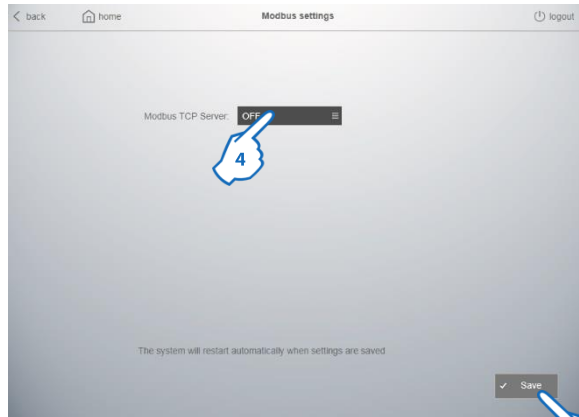 back home Modbus settings logout
Modbus TCP Server: OFF
4
The system will restart automatically when settings are saved
Save